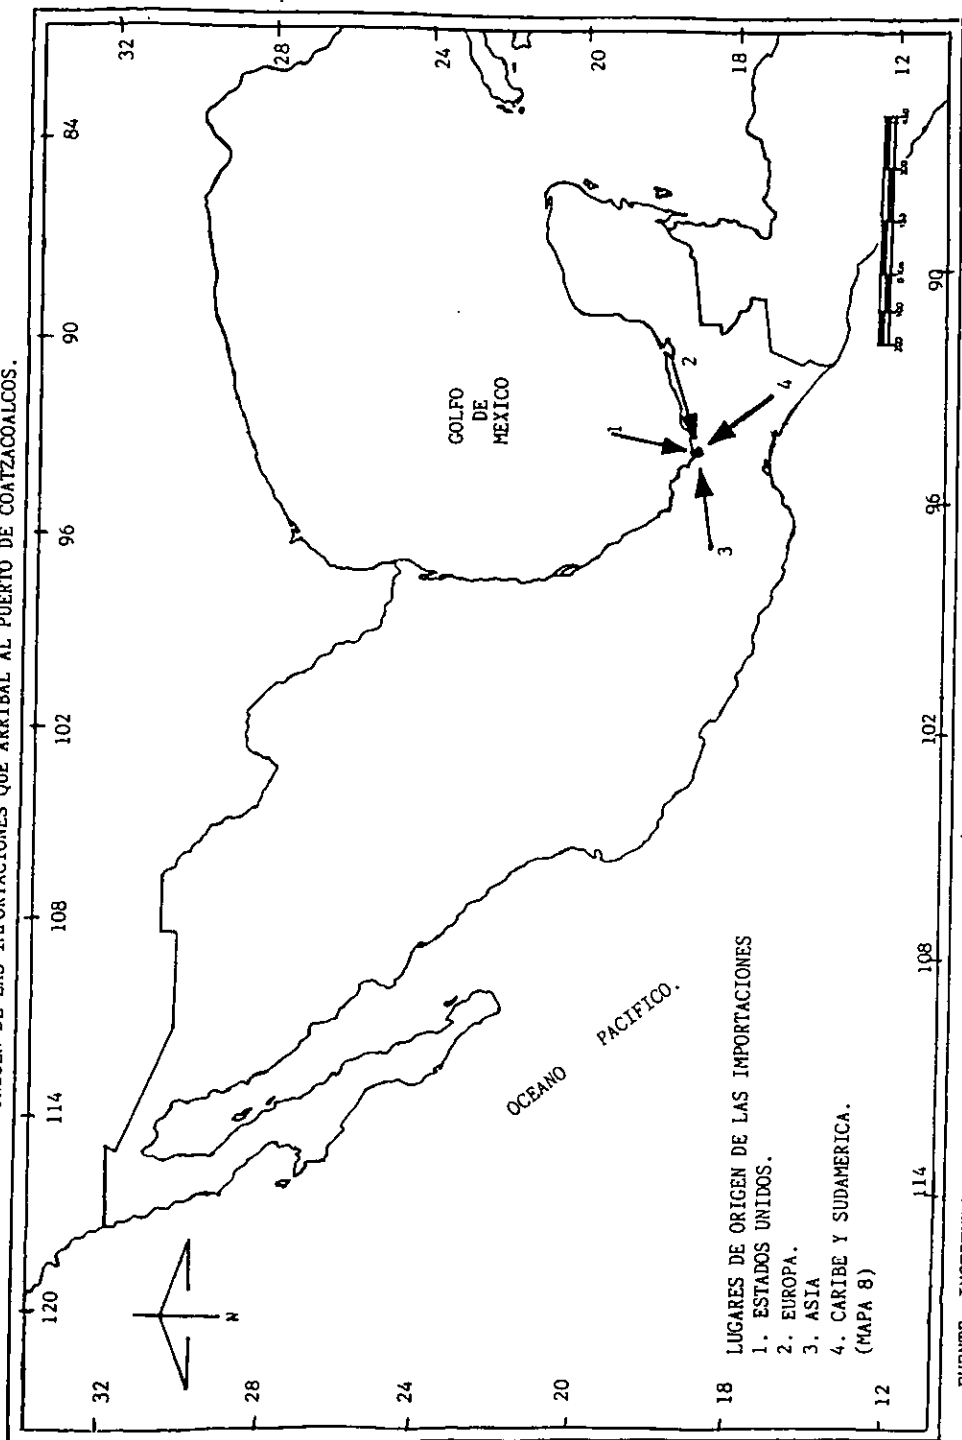 ORIGEN DE LAS IMPORTACIONES QUE ARRIBAL AL PUERTO DE COATZACOALCOS.
120 114 108 102 96 90 84
32 32
28 28
24 24
20 20
18 18
12 12
GOLFO
DE
MEXICO
1
2
3
4
OCEANO PACIFICO.
N
LUGARES DE ORIGEN DE LAS IMPORTACIONES
1. ESTADOS UNIDOS.
2. EUROPA.
3. ASIA
4. CARIBE Y SUDAMERICA.
(MAPA 8)
114 108 102 96 90